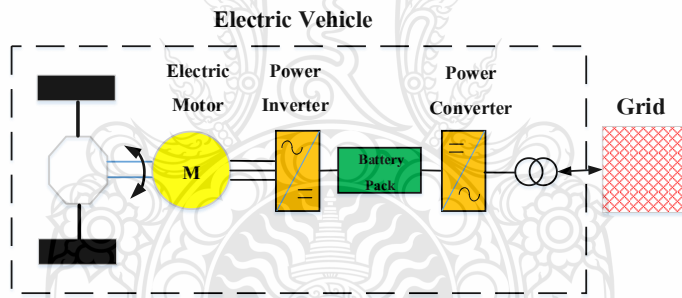 Electric Vehicle
Electric
Motor
Power
Inverter
Power
Converter
Grid
M
Battery
Pack